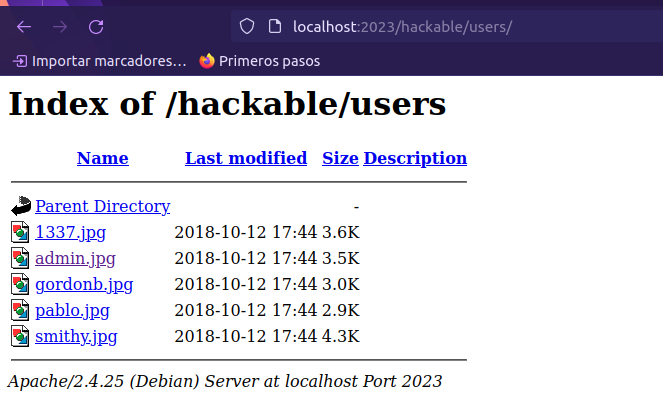 localhost:2023/hackable/users/
Importar marcadores... Primeros pasos
Index of /hackable/users
Name Last modified Size Description
Parent Directory -
1337.jpg 2018-10-12 17:44 3.6K
admin.jpg 2018-10-12 17:44 3.5K
gordonb.jpg 2018-10-12 17:44 3.0K
pablo.jpg 2018-10-12 17:44 2.9K
smithy.jpg 2018-10-12 17:44 4.3K
Apache/2.4.25 (Debian) Server at localhost Port 2023